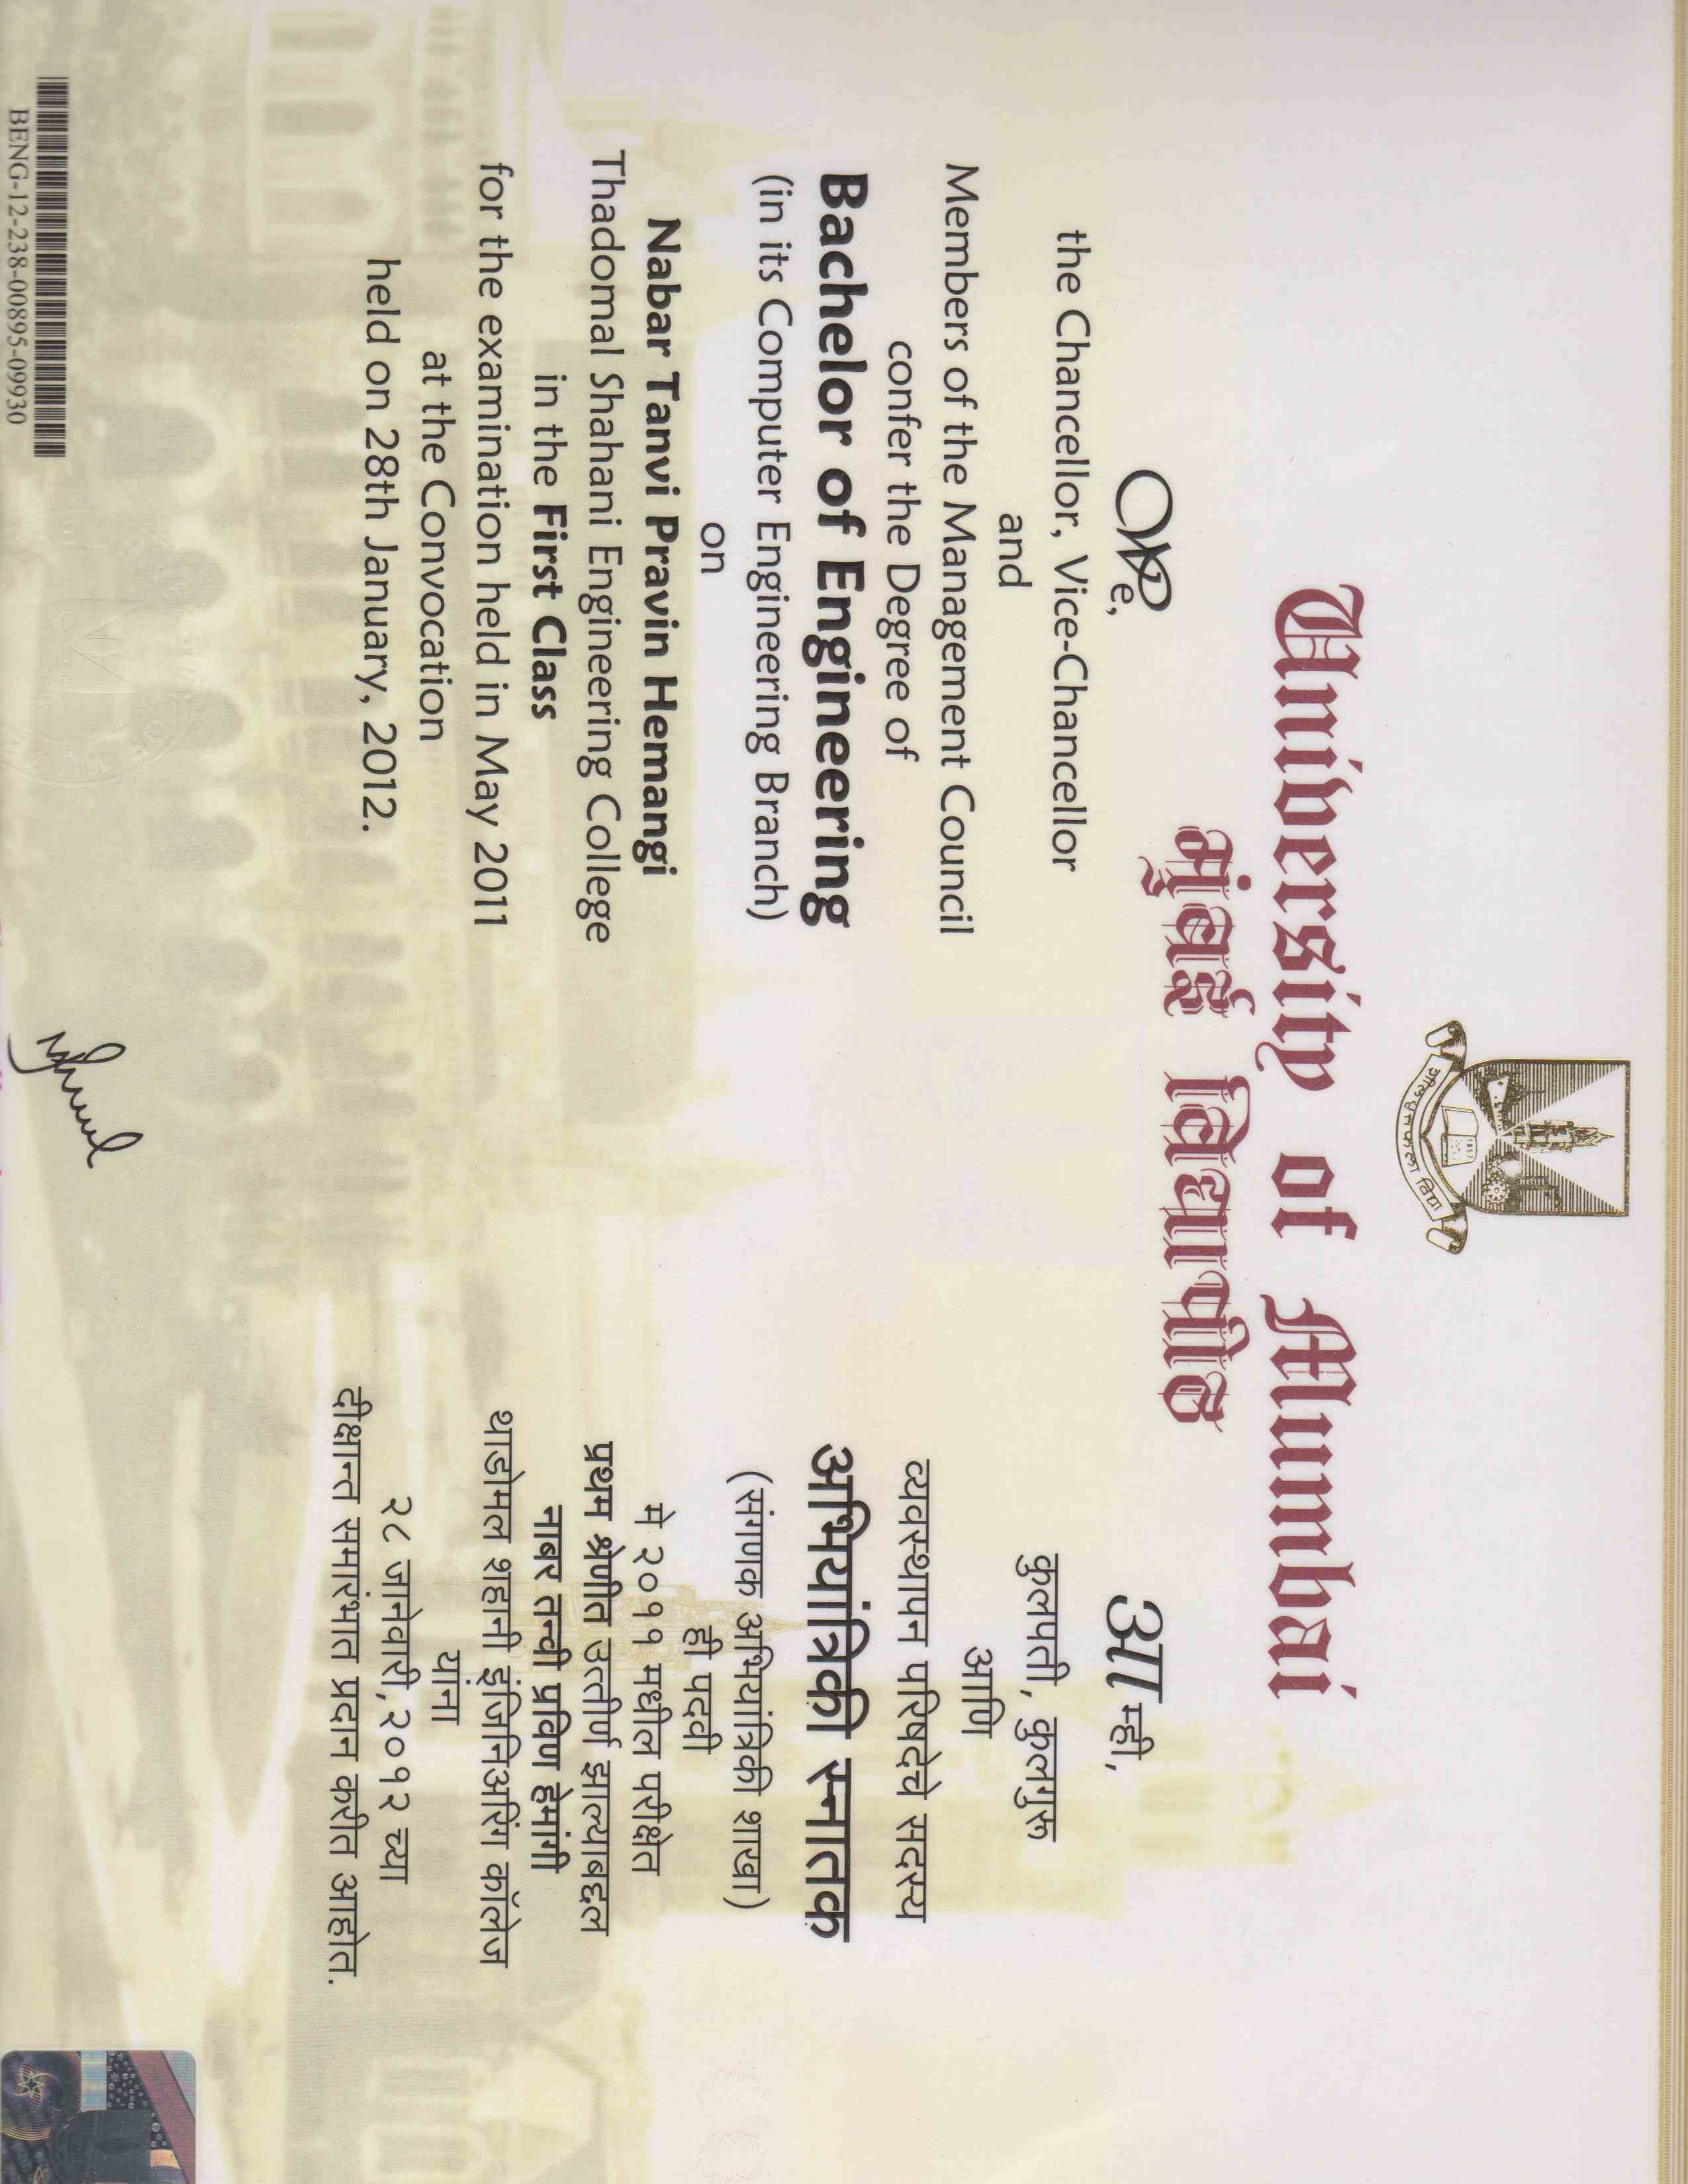 शीलवृत्तफला विद्या
University of Mumbai
मुंबई विद्यापीठ
We,
the Chancellor, Vice-Chancellor
and
Members of the Management Council
confer the Degree of
Bachelor of Engineering
(in its Computer Engineering Branch)
on
Nabar Tanvi Pravin Hemangi
Thadomal Shahani Engineering College
in the First Class
for the examination held in May 2011
at the Convocation
held on 28th January, 2012.
आम्ही,
कुलपती, कुलगुरू
आणि
व्यवस्थापन परिषदेचे सदस्य
अभियांत्रिकी स्नातक
(संगणक अभियांत्रिकी शाखा)
ही पदवी
मे २०११ मधील परीक्षेत
प्रथम श्रेणीत उत्तीर्ण झाल्याबद्दल
नाबर तन्वी प्रविण हेमांगी
थाडोमल शहानी इंजिनिअरिंग कॉलेज
यांना
२८ जानेवारी, २०१२ च्या
दीक्षान्त समारंभात प्रदान करीत आहोत.
BENG-12-238-00895-09930